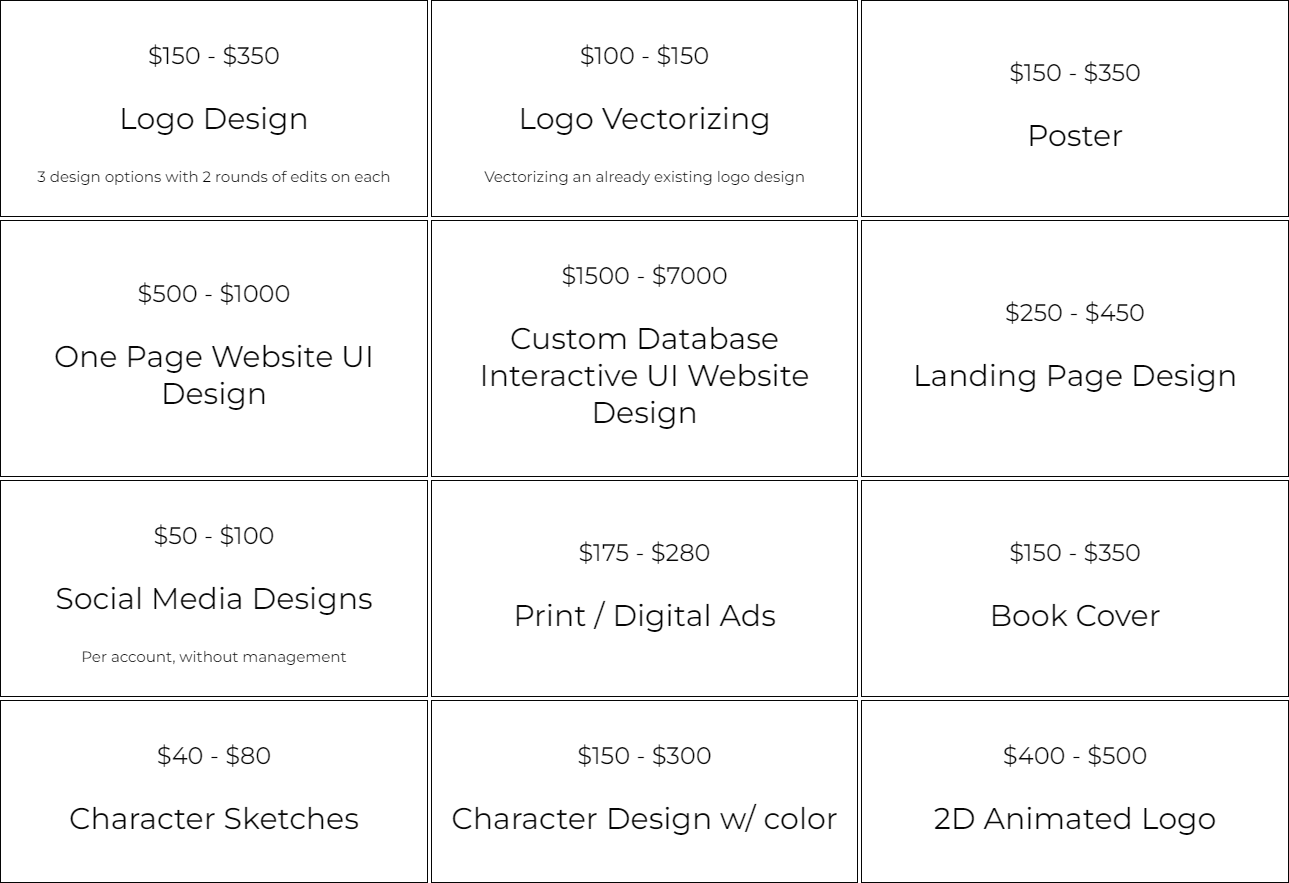 $150 - $350
Logo Design
3 design options with 2 rounds of edits on each
$100 - $150
Logo Vectorizing
Vectorizing an already existing logo design
$150 - $350
Poster
$500 - $1000
One Page Website UI
Design
$1500 - $7000
Custom Database
Interactive UI Website
Design
$250 - $450
Landing Page Design
$50 - $100
Social Media Designs
Per account, without management
$175 - $280
Print / Digital Ads
$150 - $350
Book Cover
$40 - $80
Character Sketches
$150 - $300
Character Design w/ color
$400 - $500
2D Animated Logo